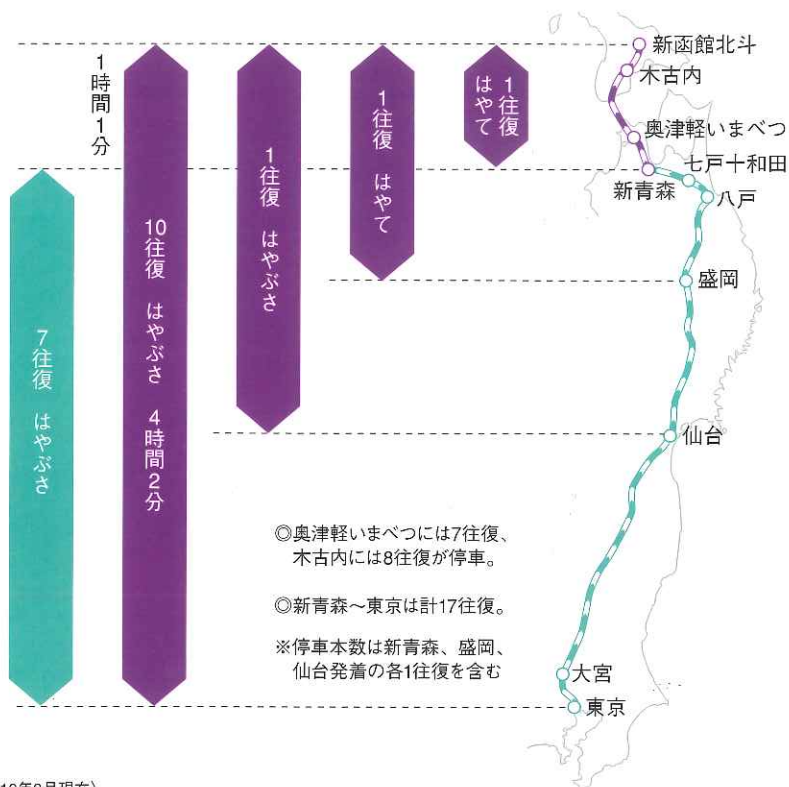 新函館北斗
木古内
奥津軽いまべつ
七戸十和田
新青森
八戸
盛岡
仙台
大宮
東京
1時間1分
7往復 はやぶさ
10往復 はやぶさ 4時間2分
1往復 はやぶさ
1往復 はやて
1往復
はやて
◎奥津軽いまべつには7往復、
木古内には8往復が停車。
◎新青森～東京は計17往復。
※停車本数は新青森、盛岡、
仙台発着の各1往復を含む